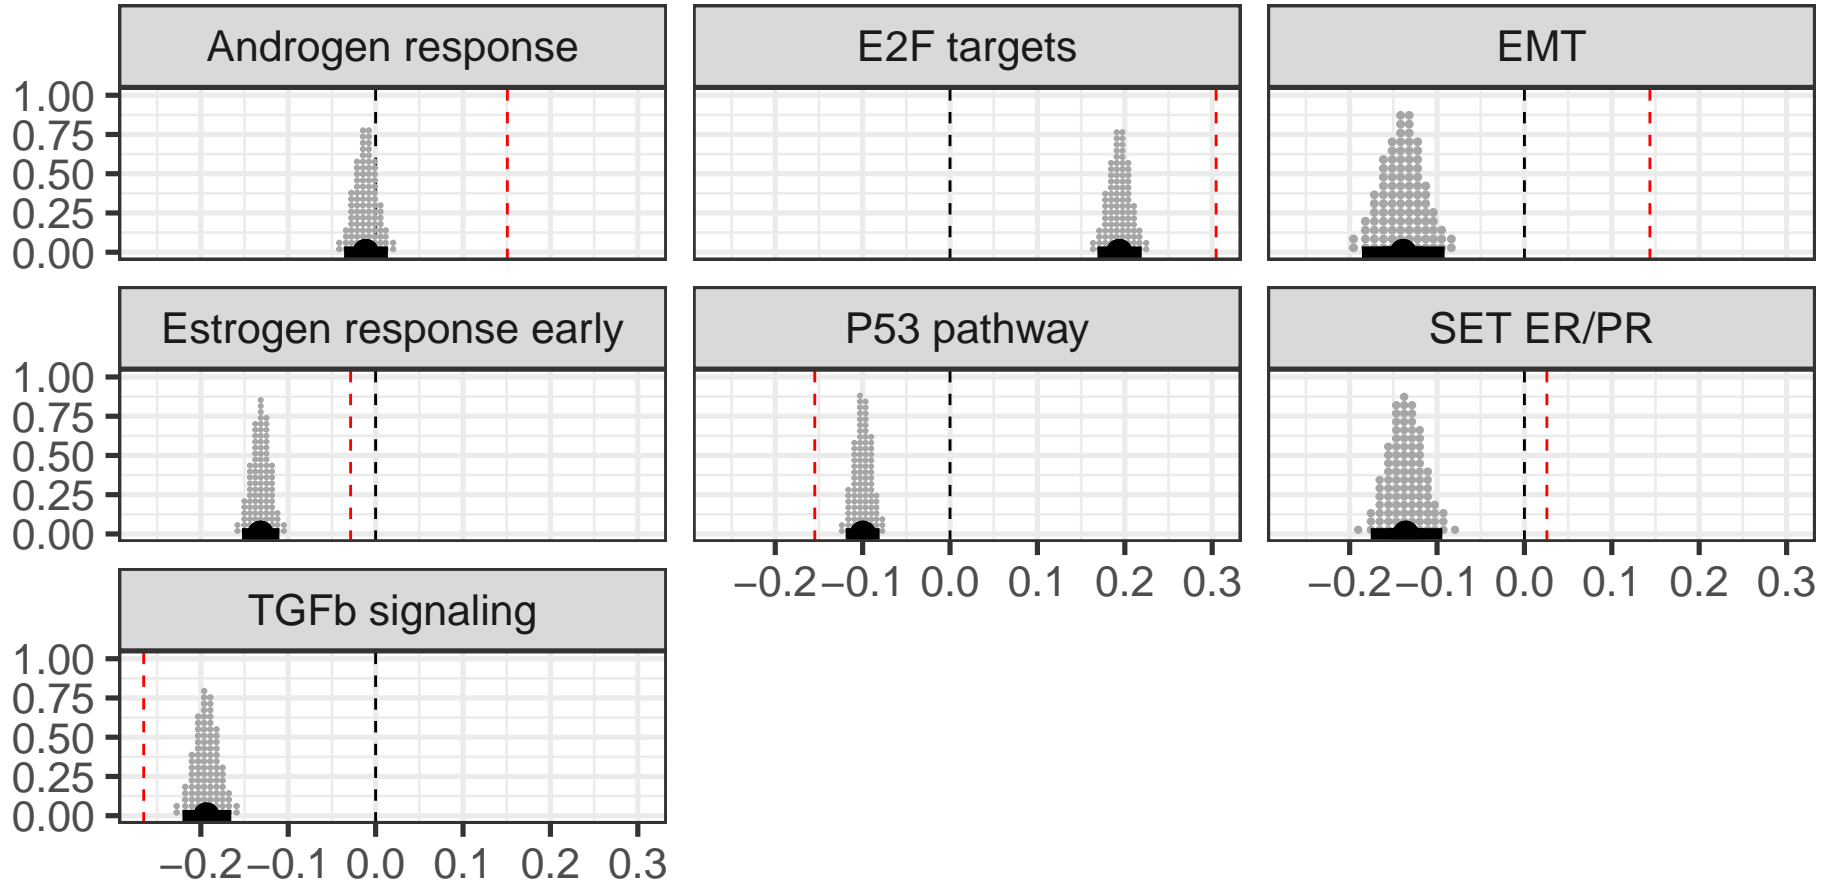 Androgen response
E2F targets
EMT
1.00
0.75
0.50
0.25
0.00
Estrogen response early
P53 pathway
SET ER/PR
1.00
0.75
0.50
0.25
0.00
−0.2 −0.1 0.0 0.1 0.2 0.3
−0.2 −0.1 0.0 0.1 0.2 0.3
TGFb signaling
1.00
0.75
0.50
0.25
0.00
−0.2 −0.1 0.0 0.1 0.2 0.3